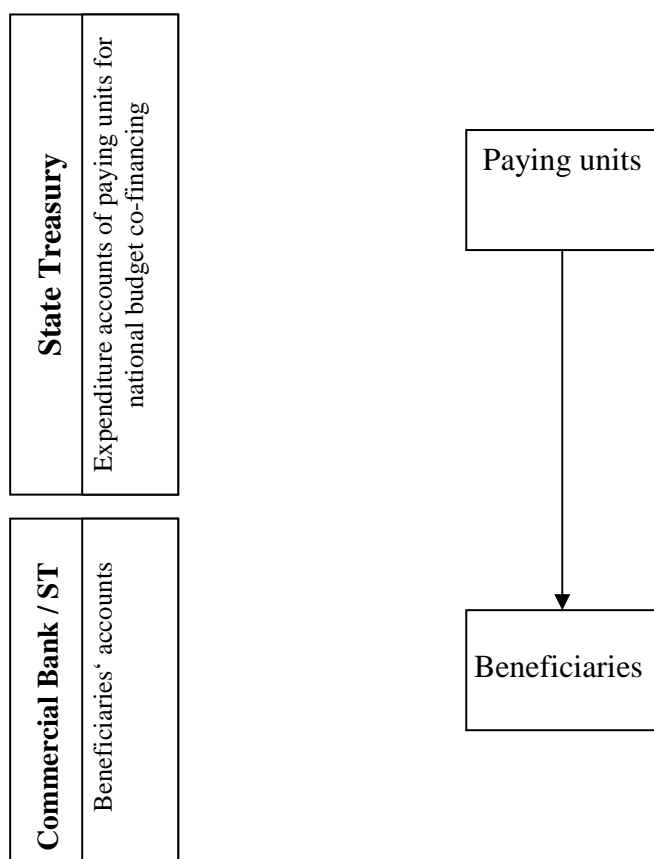 State Treasury
Expenditure accounts of paying units for
national budget co-financing
Paying units
Commercial Bank / ST
Beneficiaries‘ accounts
Beneficiaries